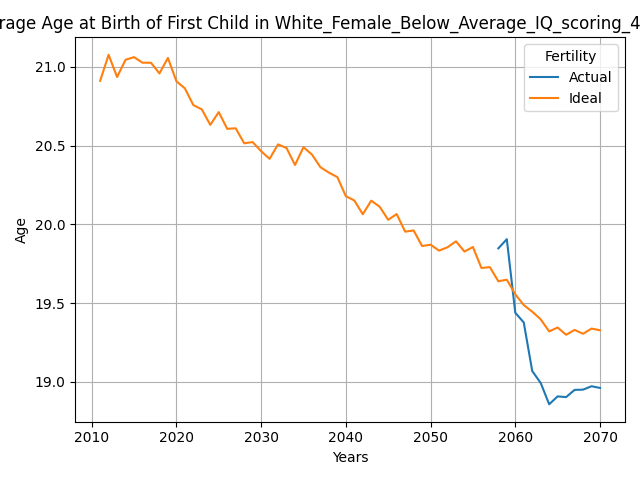 rage Age at Birth of First Child in White_Female_Below_Average_IQ_scoring_4
Fertility
Actual
Ideal
Age
21.0
20.5
20.0
19.5
19.0
2010 2020 2030 2040 2050 2060 2070
Years